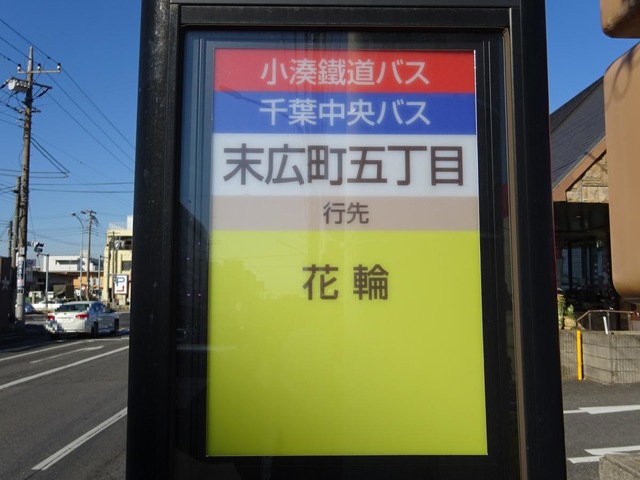 小湊鐵道バス
千葉中央バス
末広町五丁目
行先
花輪